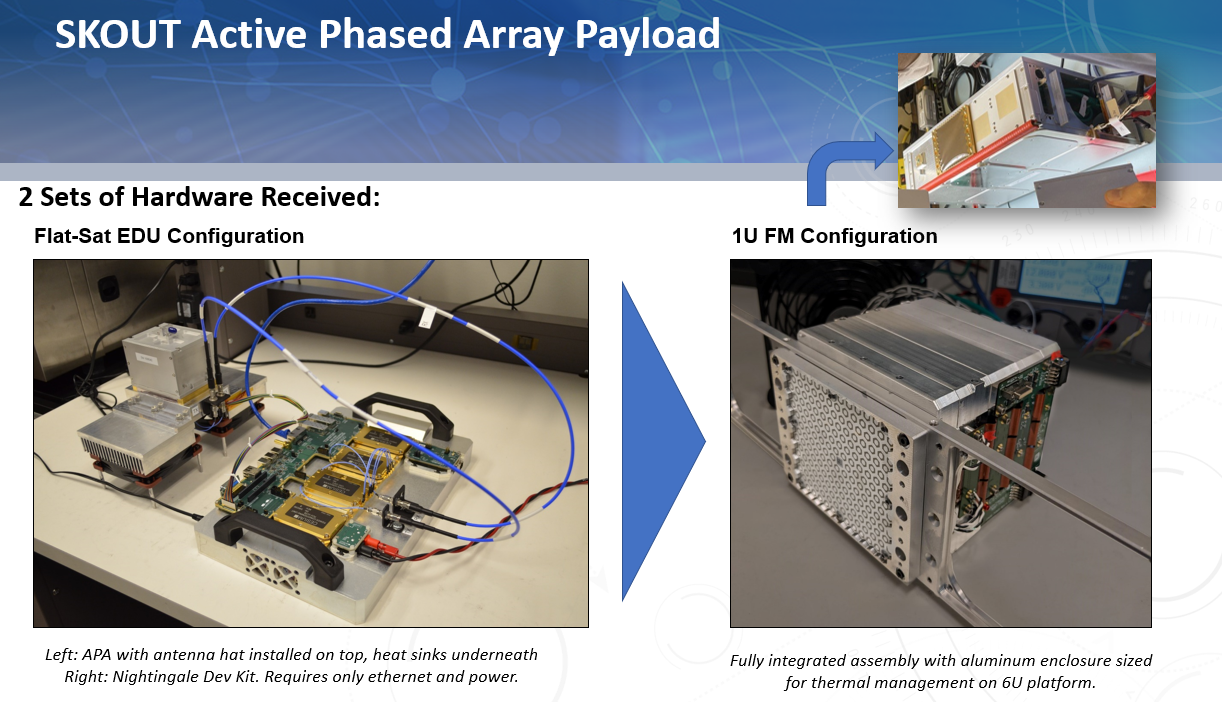 SKOUT Active Phased Array Payload
2 Sets of Hardware Received:
Flat-Sat EDU Configuration
1U FM Configuration
Left: APA with antenna hat installed on top, heat sinks underneath
Right: Nightingale Dev Kit. Requires only ethernet and power.
Fully integrated assembly with aluminum enclosure sized
for thermal management on 6U platform.